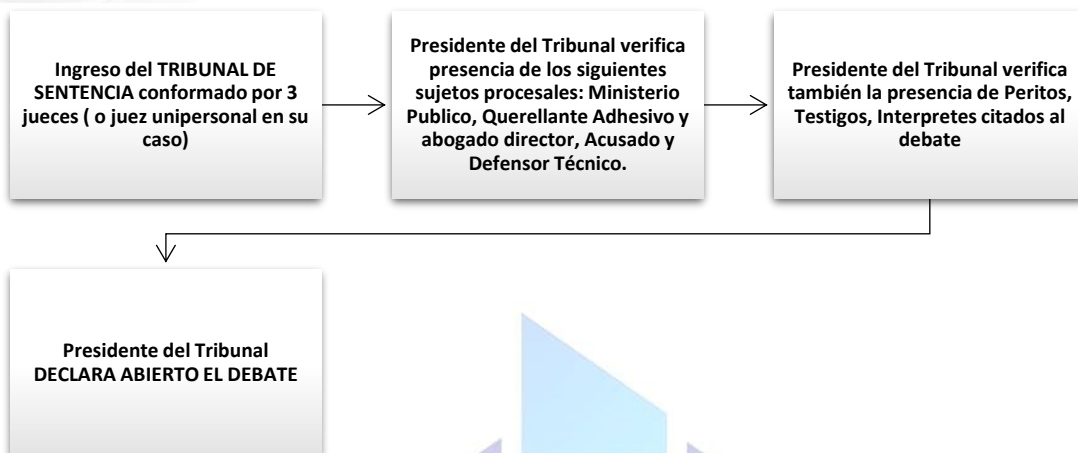 Ingreso del TRIBUNAL DE
SENTENCIA conformado por 3
jueces ( o juez unipersonal en su
caso)
Presidente del Tribunal verifica
presencia de los siguientes
sujetos procesales: Ministerio
Publico, Querellante Adhesivo y
abogado director, Acusado y
Defensor Técnico.
Presidente del Tribunal verifica
también la presencia de Peritos,
Testigos, Interpretes citados al
debate
Presidente del Tribunal
DECLARA ABIERTO EL DEBATE